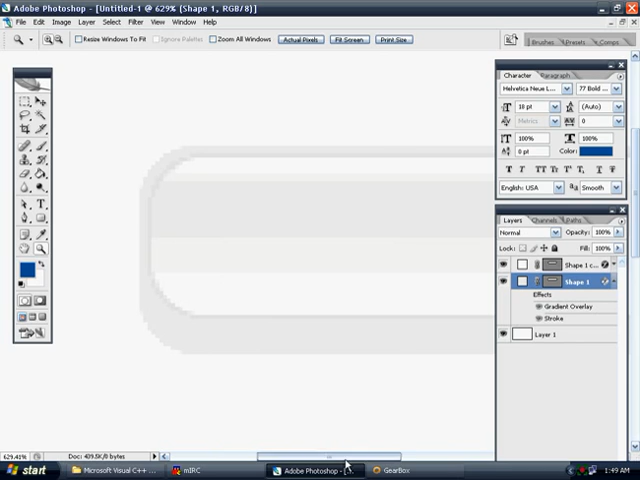 Adobe Photoshop - [Untitled-1 @ 629% (Shape 1, RGB/8)]
File Edit Image Layer Select Filter View Window Help
Resize Windows To Fit Ignore Palettes Zoom All Windows Actual Pixels Fit Screen Print Size Brushes Presets Comps
Character Paragraph
Helvetica Neue L... 77 Bold ...
18 pt (Auto)
Metrics 0
100% 100%
0 pt Color:
T T TT Tr T' T, T T
English: USA aa Smooth
Layers Channels Paths
Normal Opacity: 100%
Lock: Fill: 100%
Shape 1 c...
Shape 1
Effects
Gradient Overlay
Stroke
Layer 1
629.41% Doc: 439.5K/0 bytes
start Microsoft Visual C++ ... mIRC Adobe Photoshop - [... GearBox 1:49 AM